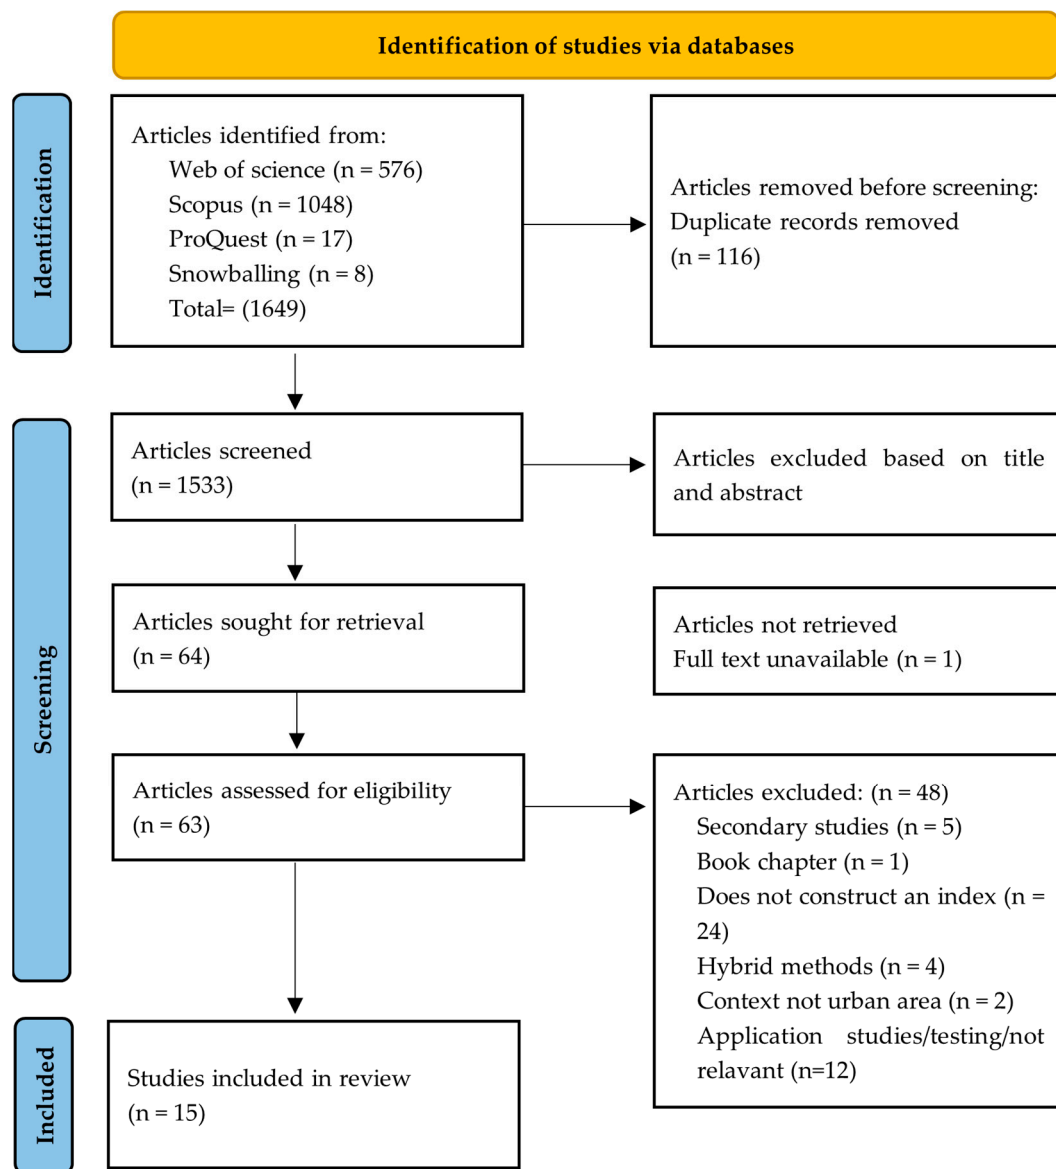 Identification of studies via databases
Identification
Articles identified from:
Web of science (n = 576)
Scopus (n = 1048)
ProQuest (n = 17)
Snowballing (n = 8)
Total= (1649)
Articles removed before screening:
Duplicate records removed
(n = 116)
Screening
Articles screened
(n = 1533)
Articles excluded based on title
and abstract
Articles sought for retrieval
(n = 64)
Articles not retrieved
Full text unavailable (n = 1)
Articles assessed for eligibility
(n = 63)
Articles excluded: (n = 48)
Secondary studies (n = 5)
Book chapter (n = 1)
Does not construct an index (n =
24)
Hybrid methods (n = 4)
Context not urban area (n = 2)
Application studies/testing/not
relavant (n=12)
Included
Studies included in review
(n = 15)